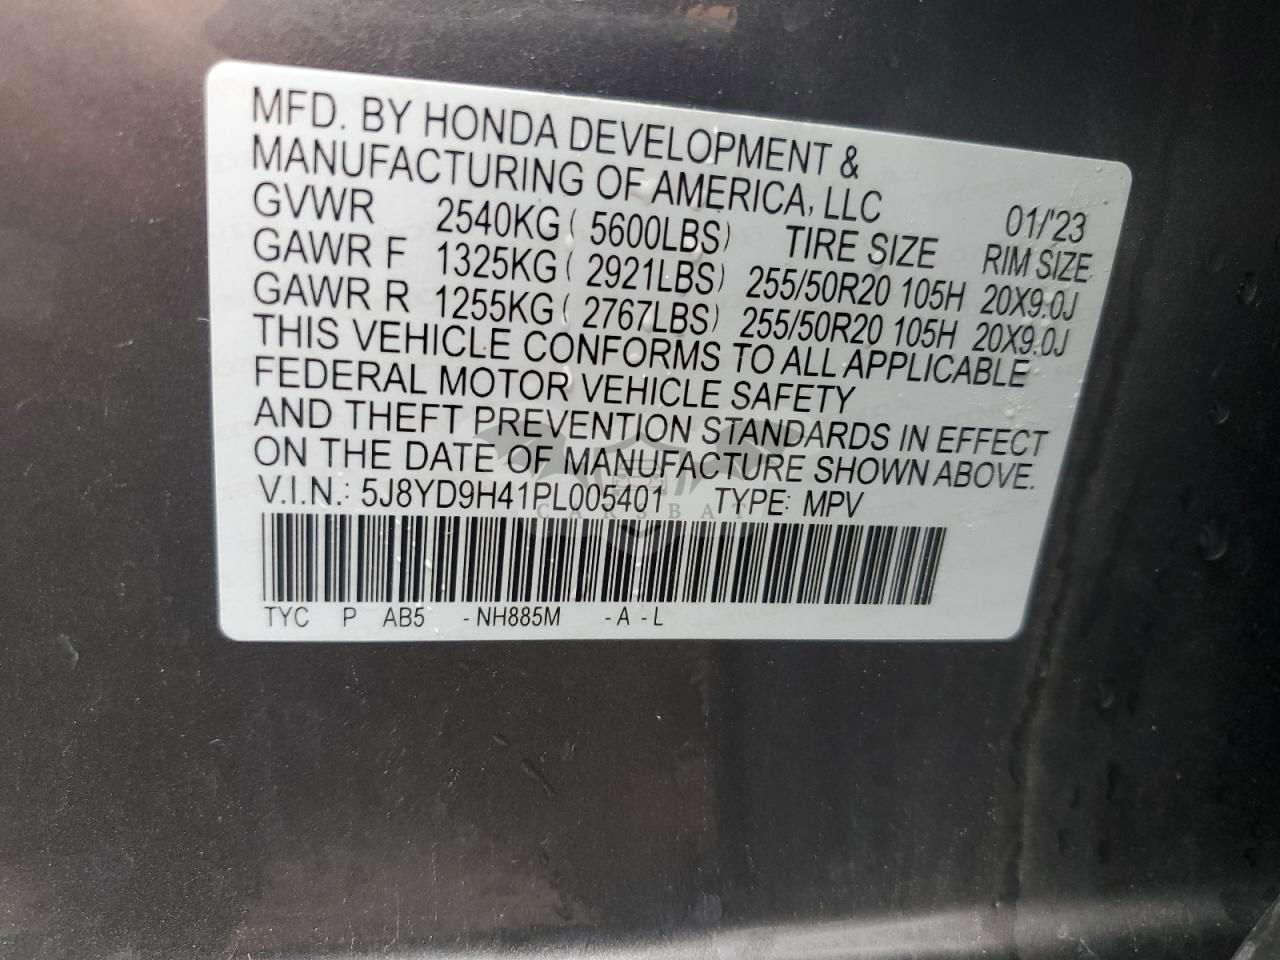 MFD. BY HONDA DEVELOPMENT &
MANUFACTURING OF AMERICA, LLC 01/'23
GVWR 2540KG ( 5600LBS) TIRE SIZE RIM SIZE
GAWR F 1325KG ( 2921LBS) 255/50R20 105H 20X9.0J
GAWR R 1255KG ( 2767LBS) 255/50R20 105H 20X9.0J
THIS VEHICLE CONFORMS TO ALL APPLICABLE
FEDERAL MOTOR VEHICLE SAFETY
AND THEFT PREVENTION STANDARDS IN EFFECT
ON THE DATE OF MANUFACTURE SHOWN ABOVE.
V.I.N.: 5J8YD9H41PL005401 TYPE: MPV
CARSBAT
TYC P AB5 -NH885M -A -L